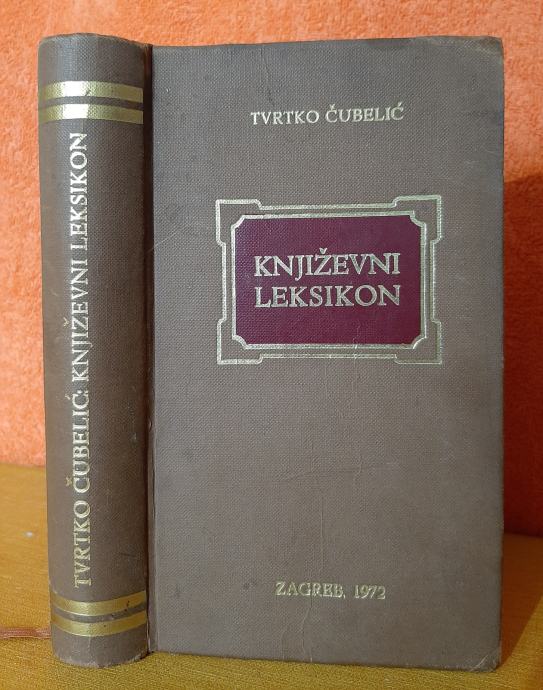 TVRTKO ČUBELIĆ: KNJIŽEVNI LEKSIKON
TVRTKO ČUBELIĆ
KNJIŽEVNI
LEKSIKON
ZAGREB, 1972